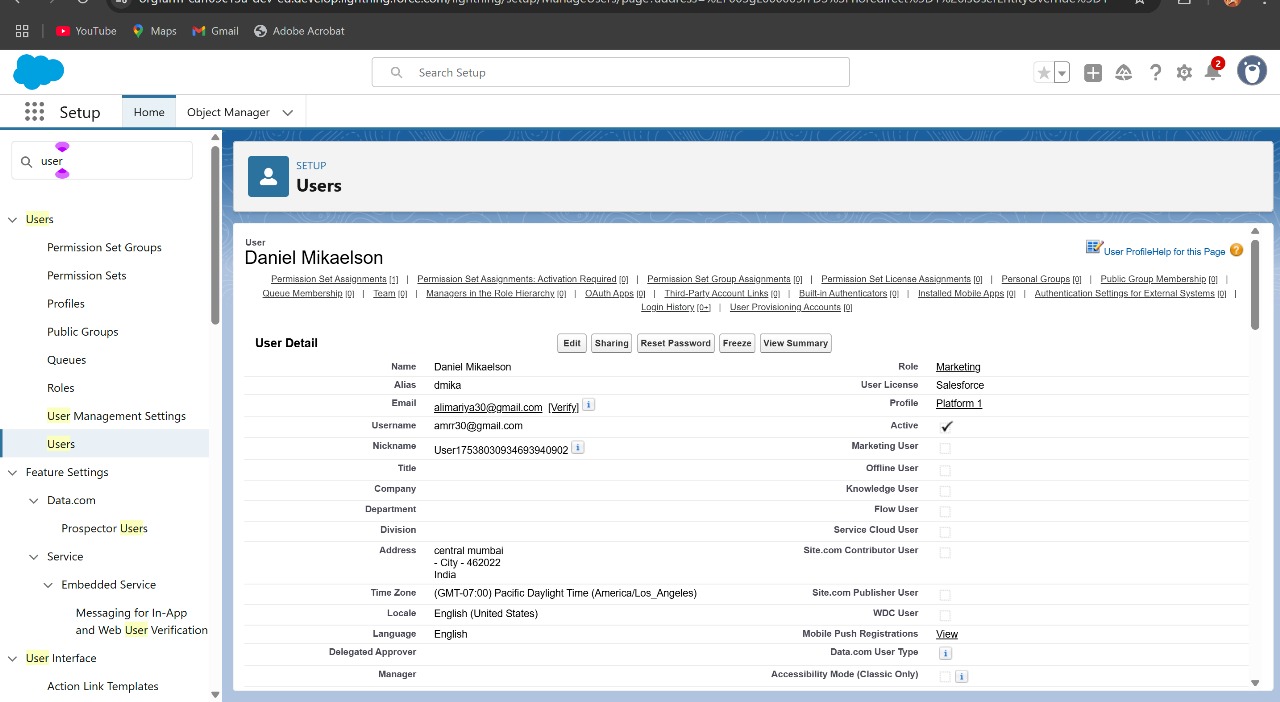 YouTube
Maps
Gmail
Adobe Acrobat
Search Setup
2
Setup
Home
Object Manager
user
Users
Permission Set Groups
Permission Sets
Profiles
Public Groups
Queues
Roles
User Management Settings
Users
Feature Settings
Data.com
Prospector Users
Service
Embedded Service
Messaging for In-App
and Web User Verification
User Interface
Action Link Templates
SETUP
Users
User
Daniel Mikaelson
User Profile Help for this Page
Permission Set Assignments [1] | Permission Set Assignments: Activation Required [0] | Permission Set Group Assignments [0] | Permission Set License Assignments [0] | Personal Groups [0] | Public Group Membership [0] |
Queue Membership [0] | Team [0] | Managers in the Role Hierarchy [0] | OAuth Apps [0] | Third-Party Account Links [0] | Built-in Authenticators [0] | Installed Mobile Apps [0] | Authentication Settings for External Systems [0] |
Login History [0+] | User Provisioning Accounts [0]
User Detail
Edit Sharing Reset Password Freeze View Summary
Name Daniel Mikaelson Role Marketing
Alias dmika User License Salesforce
Email alimariya30@gmail.com [Verify] i Profile Platform 1
Username amrr30@gmail.com Active
Nickname User17538030934693940902 i Marketing User
Title Offline User
Company Knowledge User
Department Flow User
Division Service Cloud User
Address central mumbai Site.com Contributor User
- City - 462022
India
Time Zone (GMT-07:00) Pacific Daylight Time (America/Los_Angeles) Site.com Publisher User
Locale English (United States) WDC User
Language English Mobile Push Registrations View
Delegated Approver Data.com User Type i
Manager Accessibility Mode (Classic Only) i